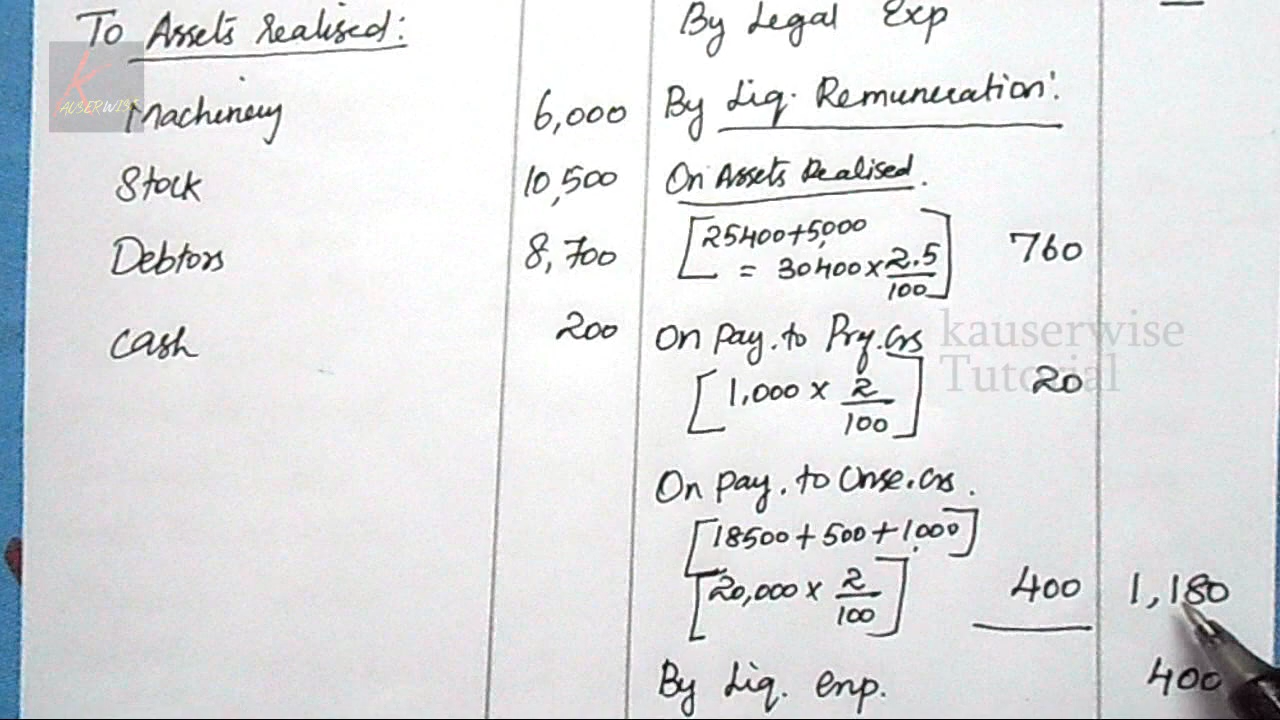 To Assets realised:
Machinery 6,000
Stock 10,500
Debtors 8,700
Cash 200
By Legal Exp
By Liq. Remuneration:
On Assets Realised.
[25400+5,000
= 30400 x 2.5/100] 760
On Pay. to Pry. Crs
[1,000 x 2/100] 20
On Pay. to Unse. Crs.
[18500 + 500 + 1,000]
[20,000 x 2/100] 400 1,180
By Liq. enp. 400
K
AUSERWISE
kauserwise
Tutorial